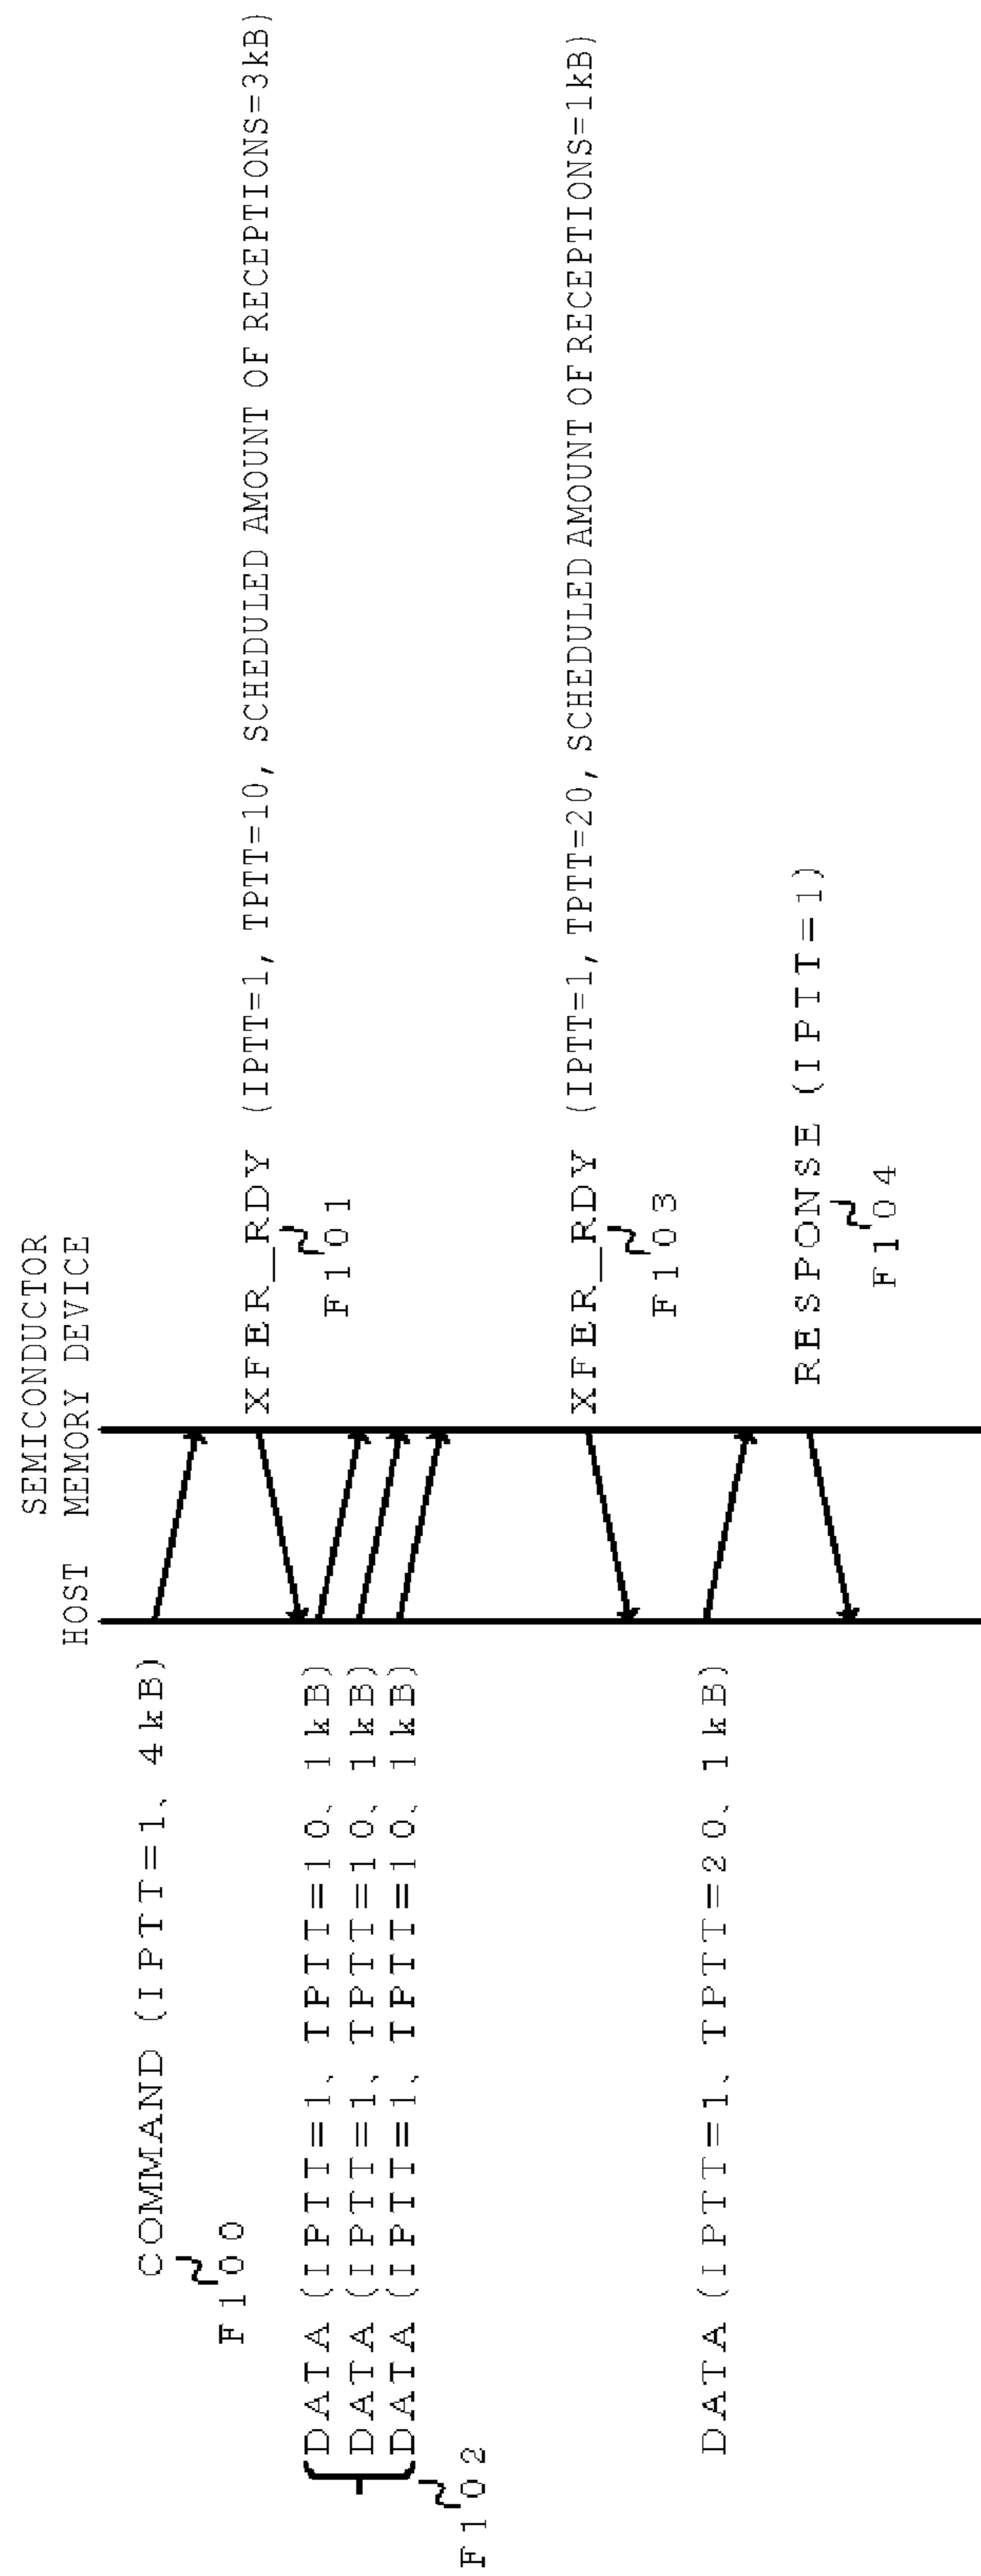 SEMICONDUCTOR
HOST MEMORY DEVICE
COMMAND (IPTT=1、4kB)
F100
XFER_RDY (IPTT=1, TPTT=10, SCHEDULED AMOUNT OF RECEPTIONS=3kB)
F101
DATA (IPTT=1、TPTT=10、1kB)
DATA (IPTT=1、TPTT=10、1kB)
DATA (IPTT=1、TPTT=10、1kB)
F102
XFER_RDY (IPTT=1, TPTT=20, SCHEDULED AMOUNT OF RECEPTIONS=1kB)
F103
DATA (IPTT=1、TPTT=20、1kB)
RESPONSE (IPTT=1)
F104